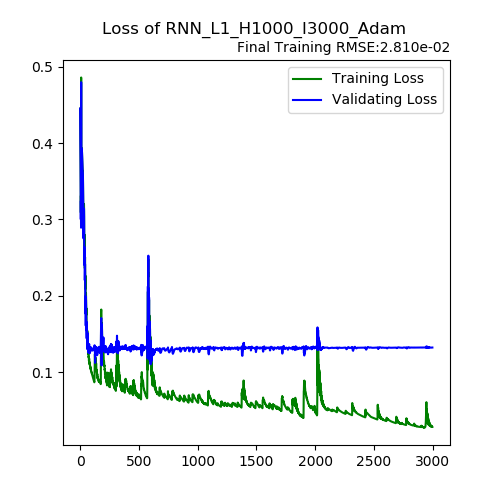 Loss of RNN_L1_H1000_I3000_Adam
Final Training RMSE:2.810e-02
Training Loss
Validating Loss
0.5
0.4
0.3
0.2
0.1
0 500 1000 1500 2000 2500 3000